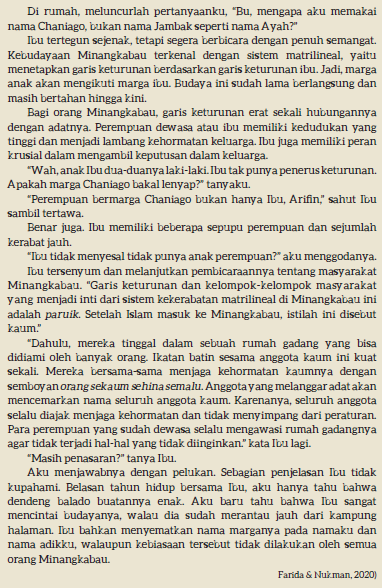 Di rumah, meluncurlah pertanyaanku, "Bu, mengapa aku memakai
nama Chaniago, bukan nama Jambak seperti nama Ayah?"
Ibu tertegun sejenak, tetapi segera berbicara dengan penuh semangat.
Kebudayaan Minangkabau terkenal dengan sistem matrilineal, yaitu
menetapkan garis keturunan berdasarkan garis keturunan ibu. Jadi, marga
anak akan mengikuti marga ibu. Budaya ini sudah lama berlangsung dan
masih bertahan hingga kini.
Bagi orang Minangkabau, garis keturunan erat sekali hubungannya
dengan adatnya. Perempuan dewasa atau ibu memiliki kedudukan yang
tinggi dan menjadi lambang kehormatan keluarga. Ibu juga memiliki peran
krusial dalam mengambil keputusan dalam keluarga.
"Wah, anak Ibu dua-duanya laki-laki. Ibu tak punya penerus keturunan.
Apakah marga Chaniago bakal lenyap?" tanyaku.
"Perempuan bermarga Chaniago bukan hanya Ibu, Arifin," sahut Ibu
sambil tertawa.
Benar juga. Ibu memiliki beberapa sepupu perempuan dan sejumlah
kerabat jauh.
"Ibu tidak menyesal tidak punya anak perempuan?" aku menggodanya.
Ibu tersenyum dan melanjutkan pembicaraannya tentang masyarakat
Minangkabau. "Garis keturunan dan kelompok-kelompok masyarakat
yang menjadi inti dari sistem kekerabatan matrilineal di Minangkabau ini
adalah paruik. Setelah Islam masuk ke Minangkabau, istilah ini disebut
kaum."
"Dahulu, mereka tinggal dalam sebuah rumah gadang yang bisa
didiami oleh banyak orang. Ikatan batin sesama anggota kaum ini kuat
sekali. Mereka bersama-sama menjaga kehormatan kaumnya dengan
semboyan orang sekaum sehina semalu. Anggota yang melanggar adat akan
mencemarkan nama seluruh anggota kaum. Karenanya, seluruh anggota
selalu diajak menjaga kehormatan dan tidak menyimpang dari peraturan.
Para perempuan yang sudah dewasa selalu mengawasi rumah gadangnya
agar tidak terjadi hal-hal yang tidak diinginkan." kata Ibu lagi.
"Masih penasaran?" tanya Ibu.
Aku menjawabnya dengan pelukan. Sebagian penjelasan Ibu tidak
kupahami. Belasan tahun hidup bersama Ibu, aku hanya tahu bahwa
dendeng balado buatannya enak. Aku baru tahu bahwa Ibu sangat
mencintai budayanya, walau dia sudah merantau jauh dari kampung
halaman. Ibu bahkan menyematkan nama marganya pada namaku dan
nama adikku, walaupun kebiasaan tersebut tidak dilakukan oleh semua
orang Minangkabau.
Farida & Nukman, 2020)